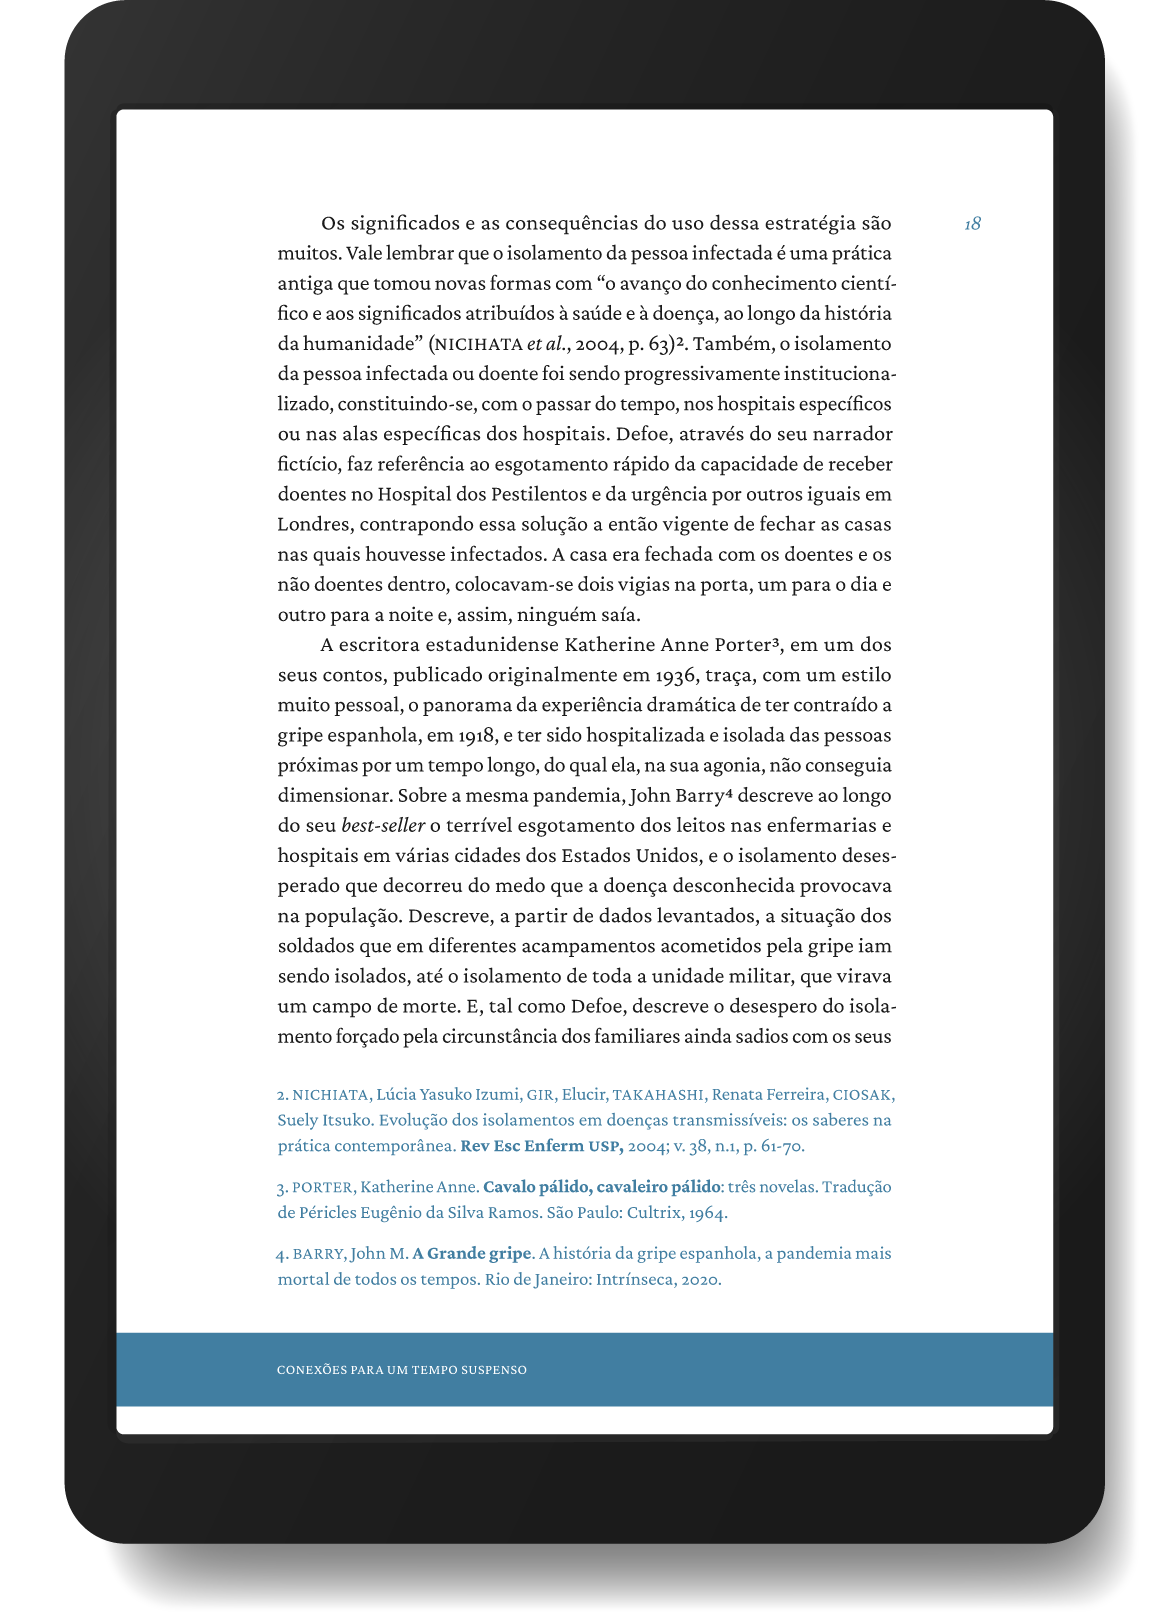 Os significados e as consequências do uso dessa estratégia são
18
muitos. Vale lembrar que o isolamento da pessoa infectada é uma prática
antiga que tomou novas formas com “o avanço do conhecimento cientí-
fico e aos significados atribuídos à saúde e à doença, ao longo da história
da humanidade” (NICIHATA et al., 2004, p. 63)². Também, o isolamento
da pessoa infectada ou doente foi sendo progressivamente instituciona-
lizado, constituindo-se, com o passar do tempo, nos hospitais específicos
ou nas alas específicas dos hospitais. Defoe, através do seu narrador
fictício, faz referência ao esgotamento rápido da capacidade de receber
doentes no Hospital dos Pestilentos e da urgência por outros iguais em
Londres, contrapondo essa solução a então vigente de fechar as casas
nas quais houvesse infectados. A casa era fechada com os doentes e os
não doentes dentro, colocavam-se dois vigias na porta, um para o dia e
outro para a noite e, assim, ninguém saía.
A escritora estadunidense Katherine Anne Porter³, em um dos
seus contos, publicado originalmente em 1936, traça, com um estilo
muito pessoal, o panorama da experiência dramática de ter contraído a
gripe espanhola, em 1918, e ter sido hospitalizada e isolada das pessoas
próximas por um tempo longo, do qual ela, na sua agonia, não conseguia
dimensionar. Sobre a mesma pandemia, John Barry⁴ descreve ao longo
do seu best-seller o terrível esgotamento dos leitos nas enfermarias e
hospitais em várias cidades dos Estados Unidos, e o isolamento deses-
perado que decorreu do medo que a doença desconhecida provocava
na população. Descreve, a partir de dados levantados, a situação dos
soldados que em diferentes acampamentos acometidos pela gripe iam
sendo isolados, até o isolamento de toda a unidade militar, que virava
um campo de morte. E, tal como Defoe, descreve o desespero do isola-
mento forçado pela circunstância dos familiares ainda sadios com os seus
2. NICHIATA, Lúcia Yasuko Izumi, GIR, Elucir, TAKAHASHI, Renata Ferreira, CIOSAK,
Suely Itsuko. Evolução dos isolamentos em doenças transmissíveis: os saberes na
prática contemporânea. Rev Esc Enferm USP, 2004; v. 38, n.1, p. 61-70.
3. PORTER, Katherine Anne. Cavalo pálido, cavaleiro pálido: três novelas. Tradução
de Péricles Eugênio da Silva Ramos. São Paulo: Cultrix, 1964.
4. BARRY, John M. A Grande gripe. A história da gripe espanhola, a pandemia mais
mortal de todos os tempos. Rio de Janeiro: Intrínseca, 2020.
CONEXÕES PARA UM TEMPO SUSPENSO